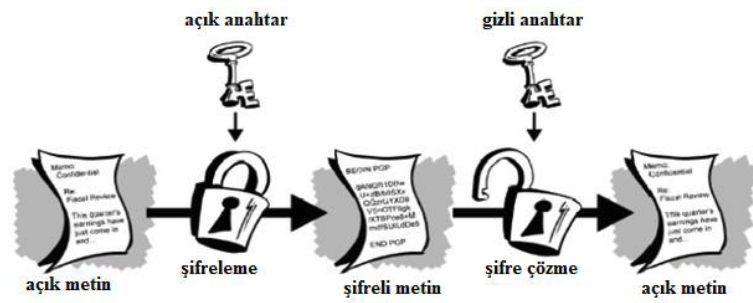 açık anahtar
gizli anahtar
Memo:
Confidential
Re:
Fiscal Review
This quarter's
earnings have
just come in
and...
BEGIN PGP
END PGP
Memo:
Confidential
Re:
Fiscal Review
This quarter's
earnings have
just come in
and...
şifreleme
şifre çözme
açık metin
şifreli metin
açık metin